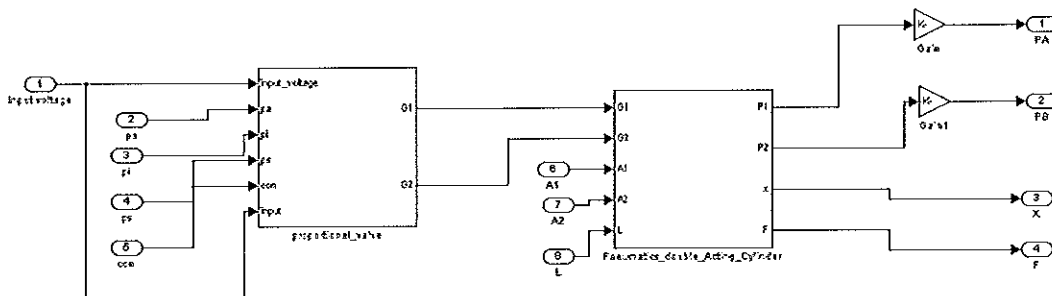 1
Input voltage
2
pa
3
pi
4
ps
5
con
Input_voltage
pa
pi
ps
con
input
G1
G2
proportional_valve
6
A1
7
A2
8
L
G1
G2
A1
A2
L
P1
P2
X
F
Pneumatics_double_Acting_Cylinder
Gain
Gain1
1
PA
2
PB
3
X
4
F